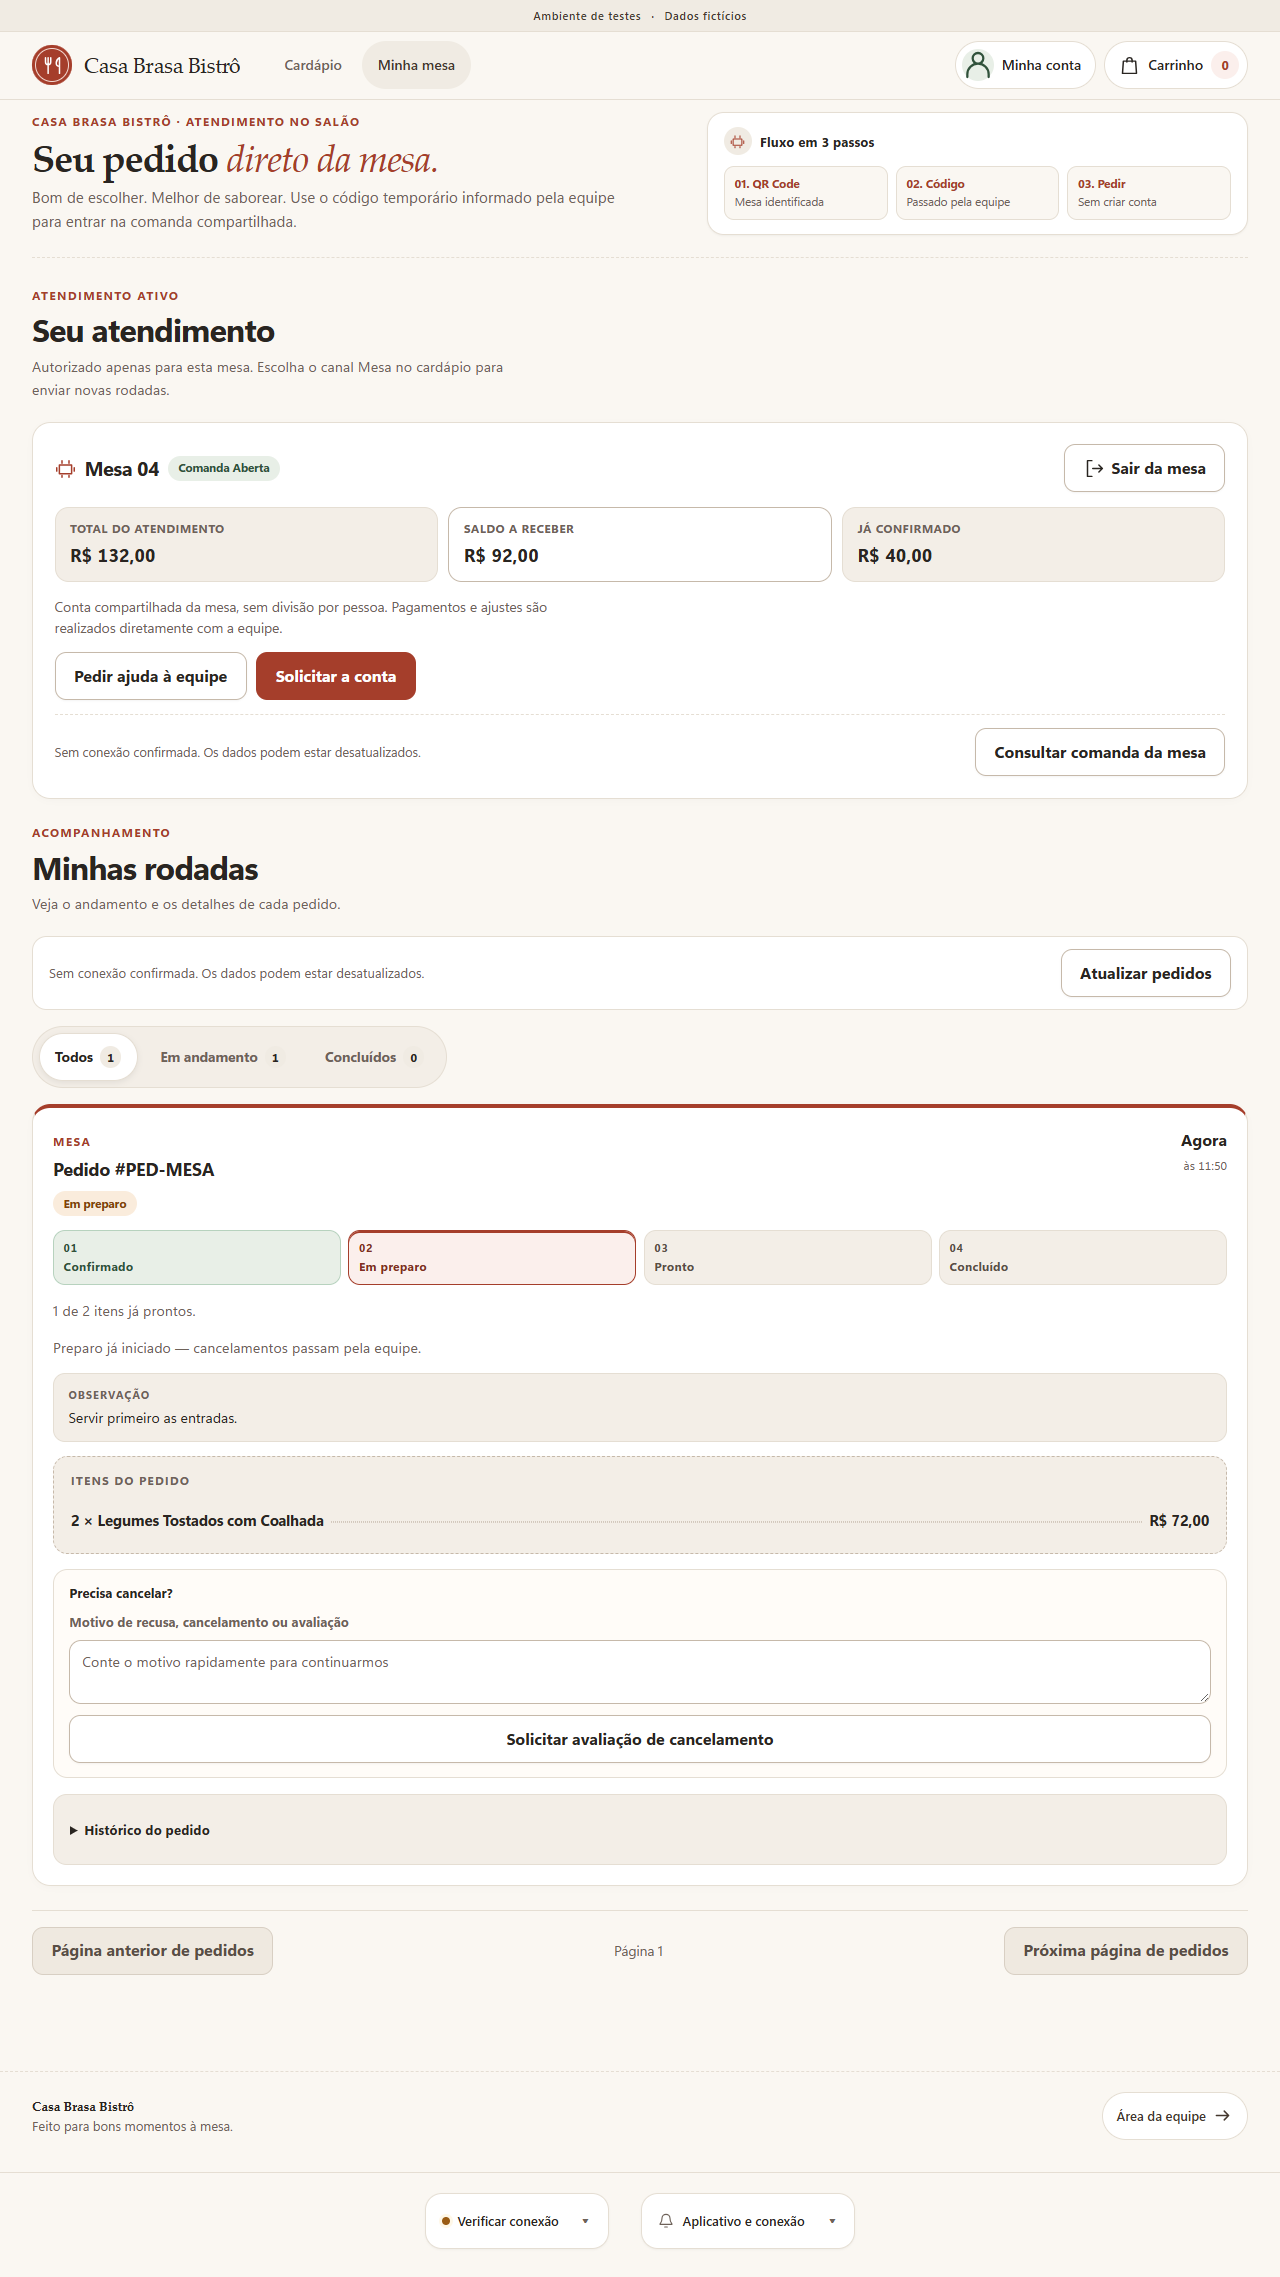 Ambiente de testes · Dados fictícios
Casa Brasa Bistrô
Cardápio
Minha mesa
Minha conta
Carrinho 0
CASA BRASA BISTRÔ · ATENDIMENTO NO SALÃO
Seu pedido direto da mesa.
Bom de escolher. Melhor de saborear. Use o código temporário informado pela equipe
para entrar na comanda compartilhada.
Fluxo em 3 passos
01. QR Code
Mesa identificada
02. Código
Passado pela equipe
03. Pedir
Sem criar conta
ATENDIMENTO ATIVO
Seu atendimento
Autorizado apenas para esta mesa. Escolha o canal Mesa no cardápio para
enviar novas rodadas.
Mesa 04
Comanda Aberta
Sair da mesa
TOTAL DO ATENDIMENTO
R$ 132,00
SALDO A RECEBER
R$ 92,00
JÁ CONFIRMADO
R$ 40,00
Conta compartilhada da mesa, sem divisão por pessoa. Pagamentos e ajustes são
realizados diretamente com a equipe.
Pedir ajuda à equipe
Solicitar a conta
Sem conexão confirmada. Os dados podem estar desatualizados.
Consultar comanda da mesa
ACOMPANHAMENTO
Minhas rodadas
Veja o andamento e os detalhes de cada pedido.
Sem conexão confirmada. Os dados podem estar desatualizados.
Atualizar pedidos
Todos 1
Em andamento 1
Concluídos 0
MESA
Pedido #PED-MESA
Em preparo
Agora
às 11:50
01
Confirmado
02
Em preparo
03
Pronto
04
Concluído
1 de 2 itens já prontos.
Preparo já iniciado — cancelamentos passam pela equipe.
OBSERVAÇÃO
Servir primeiro as entradas.
ITENS DO PEDIDO
2 × Legumes Tostados com Coalhada R$ 72,00
Precisa cancelar?
Motivo de recusa, cancelamento ou avaliação
Conte o motivo rapidamente para continuarmos
Solicitar avaliação de cancelamento
Histórico do pedido
Página anterior de pedidos
Página 1
Próxima página de pedidos
Casa Brasa Bistrô
Feito para bons momentos à mesa.
Área da equipe
Verificar conexão
Aplicativo e conexão